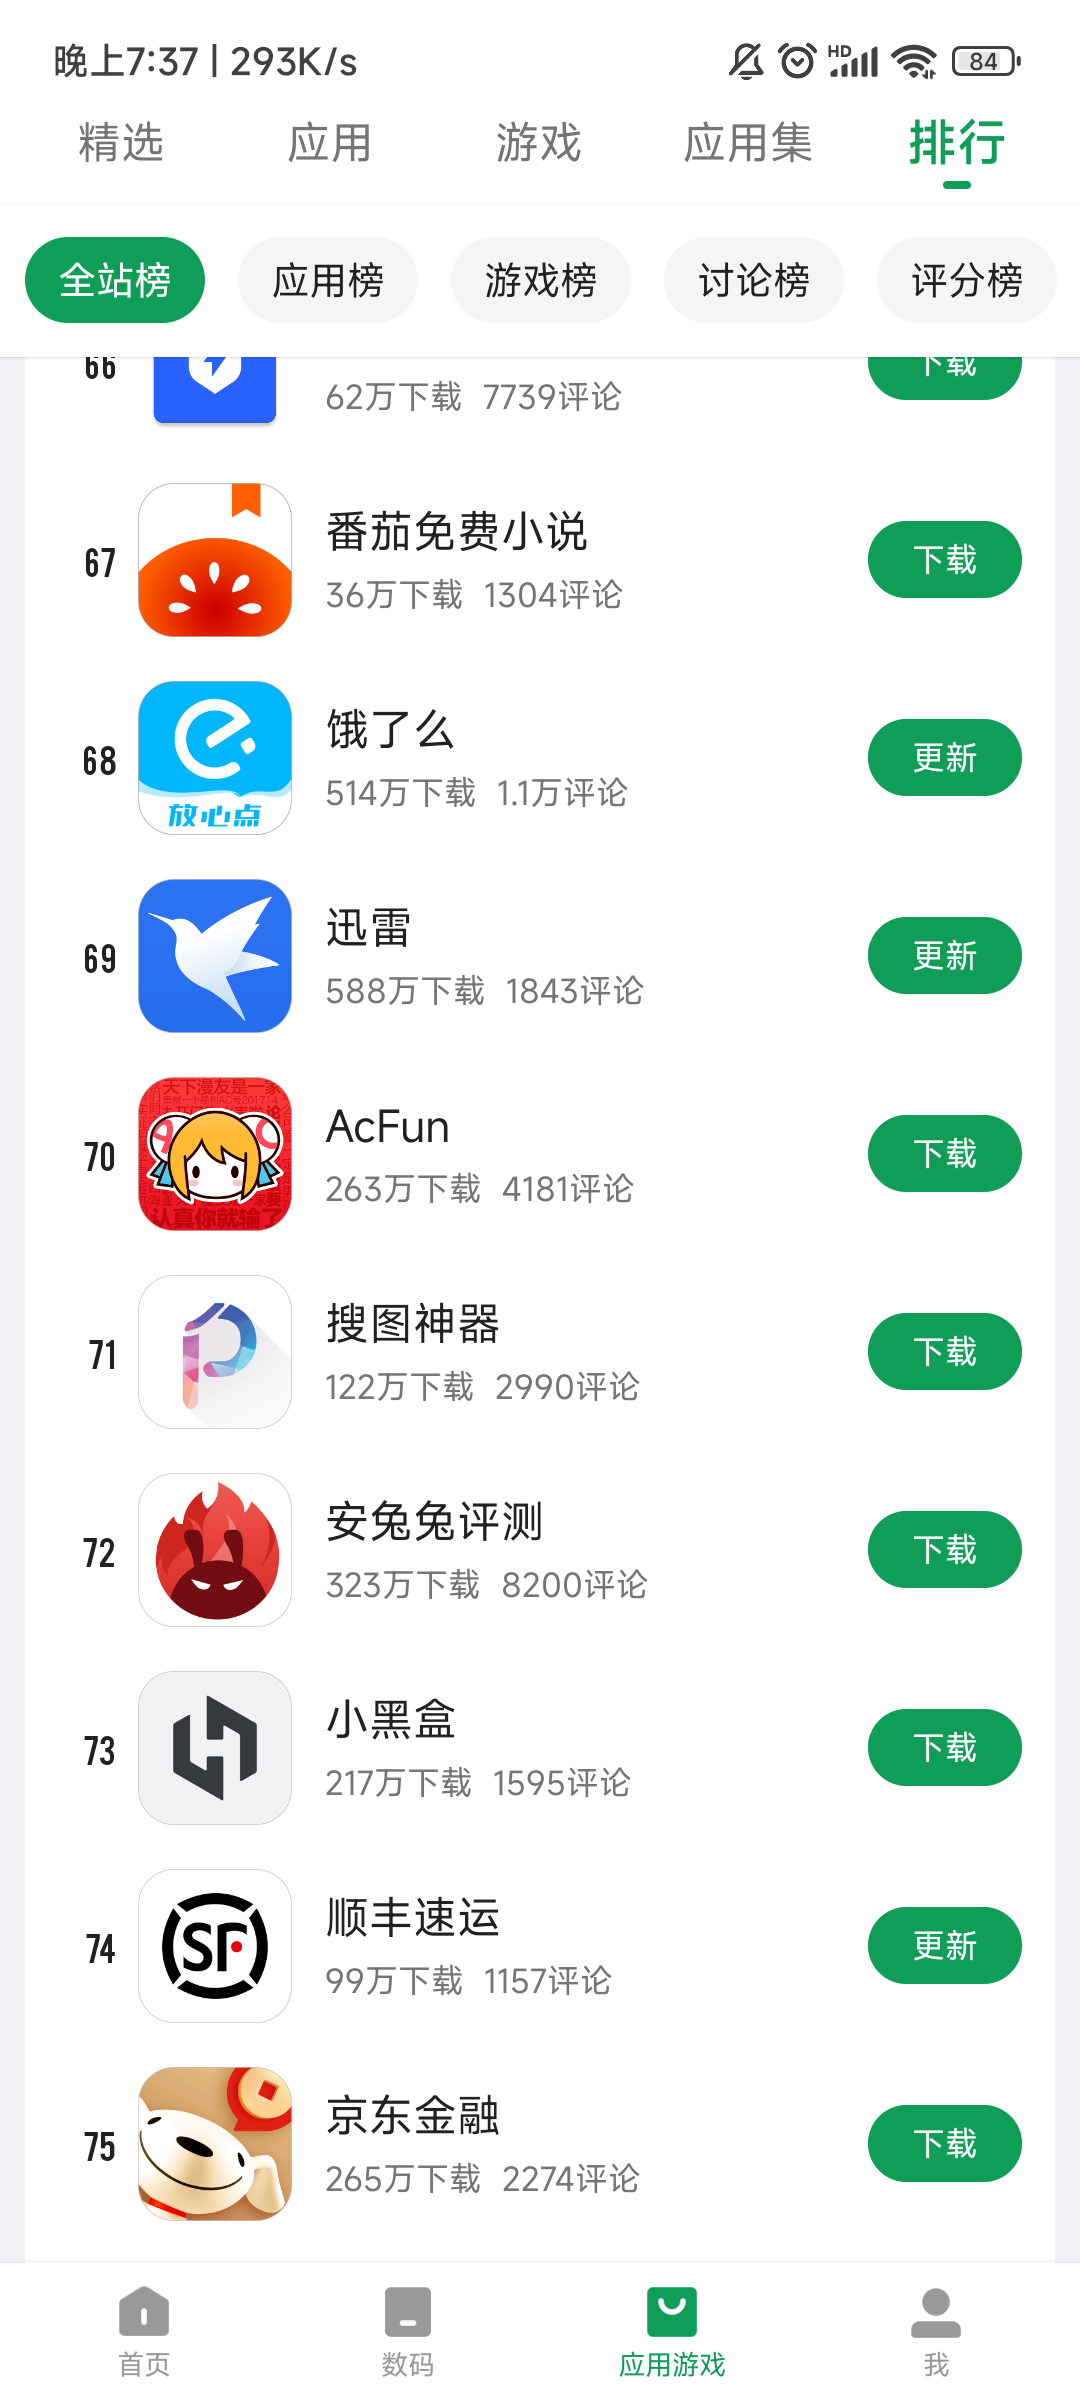 晚上7:37 | 293K/s
HD
84
精选 应用 游戏 应用集 排行
全站榜 应用榜 游戏榜 讨论榜 评分榜
66
62万下载 7739评论
下载
67
番茄免费小说
36万下载 1304评论
下载
68
放心点
饿了么
514万下载 1.1万评论
更新
69
迅雷
588万下载 1843评论
更新
70
天下漫友是一家
认真你就输了
AcFun
263万下载 4181评论
下载
71
搜图神器
122万下载 2990评论
下载
72
安兔兔评测
323万下载 8200评论
下载
73
小黑盒
217万下载 1595评论
下载
74
SF
顺丰速运
99万下载 1157评论
更新
75
京东金融
265万下载 2274评论
下载
首页 数码 应用游戏 我